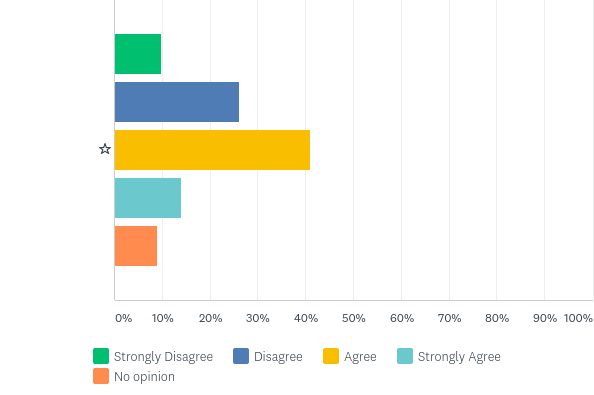 ☆
0% 10% 20% 30% 40% 50% 60% 70% 80% 90% 100%
Strongly Disagree Disagree Agree Strongly Agree
No opinion